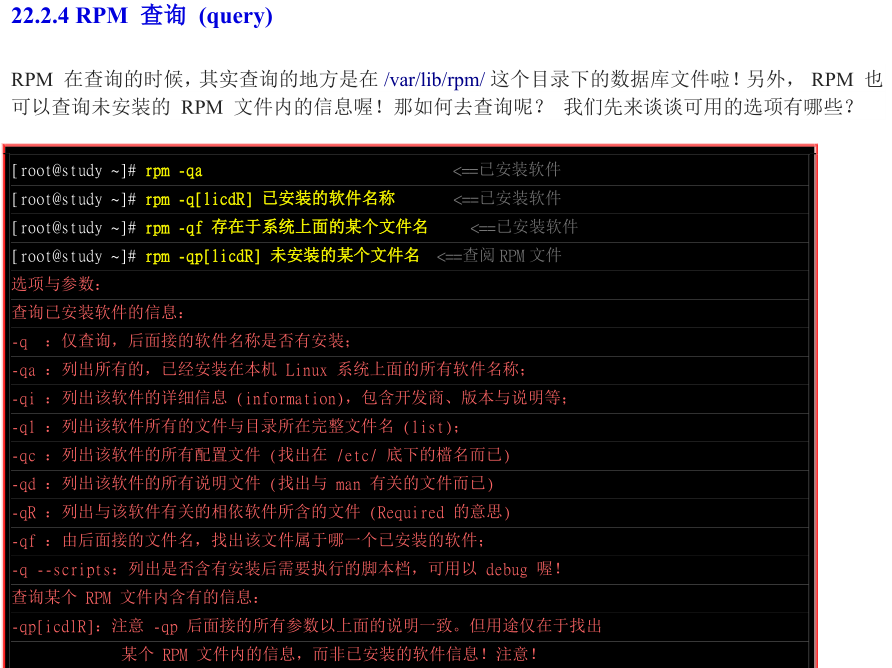 22.2.4 RPM 查询 (query)
RPM 在查询的时候，其实查询的地方是在 /var/lib/rpm/ 这个目录下的数据库文件啦！另外， RPM 也
可以查询未安装的 RPM 文件内的信息喔！那如何去查询呢？ 我们先来谈谈可用的选项有哪些？
[root@study ~]# rpm -qa <==已安装软件
[root@study ~]# rpm -q[licdR] 已安装的软件名称 <==已安装软件
[root@study ~]# rpm -qf 存在于系统上面的某个文件名 <==已安装软件
[root@study ~]# rpm -qp[licdR] 未安装的某个文件名 <==查阅 RPM 文件
选项与参数：
查询已安装软件的信息：
-q ：仅查询，后面接的软件名称是否有安装；
-qa ：列出所有的，已经安装在本机 Linux 系统上面的所有软件名称；
-qi ：列出该软件的详细信息 (information)，包含开发商、版本与说明等；
-ql ：列出该软件所有的文件与目录所在完整文件名 (list)；
-qc ：列出该软件的所有配置文件 (找出在 /etc/ 底下的檔名而已)
-qd ：列出该软件的所有说明文件 (找出与 man 有关的文件而已)
-qR ：列出与该软件有关的相依软件所含的文件 (Required 的意思)
-qf ：由后面接的文件名，找出该文件属于哪一个已安装的软件；
-q --scripts：列出是否含有安装后需要执行的脚本档，可用以 debug 喔！
查询某个 RPM 文件内含有的信息：
-qp[icdlR]：注意 -qp 后面接的所有参数以上面的说明一致。但用途仅在于找出
某个 RPM 文件内的信息，而非已安装的软件信息！注意！